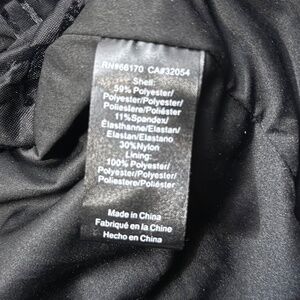 RN#66170 CA#32054
Shell:
59% Polyester/
Polyester/Polyester/
Poliestere/Poliéster
11%Spandex/
Élasthanne/Elastan/
Elastan/Elastano
30%Nylon
Lining:
100% Polyester/
Polyester/Polyester/
Poliestere/Poliéster
Made in China
Fabriqué en la Chine
Hecho en China